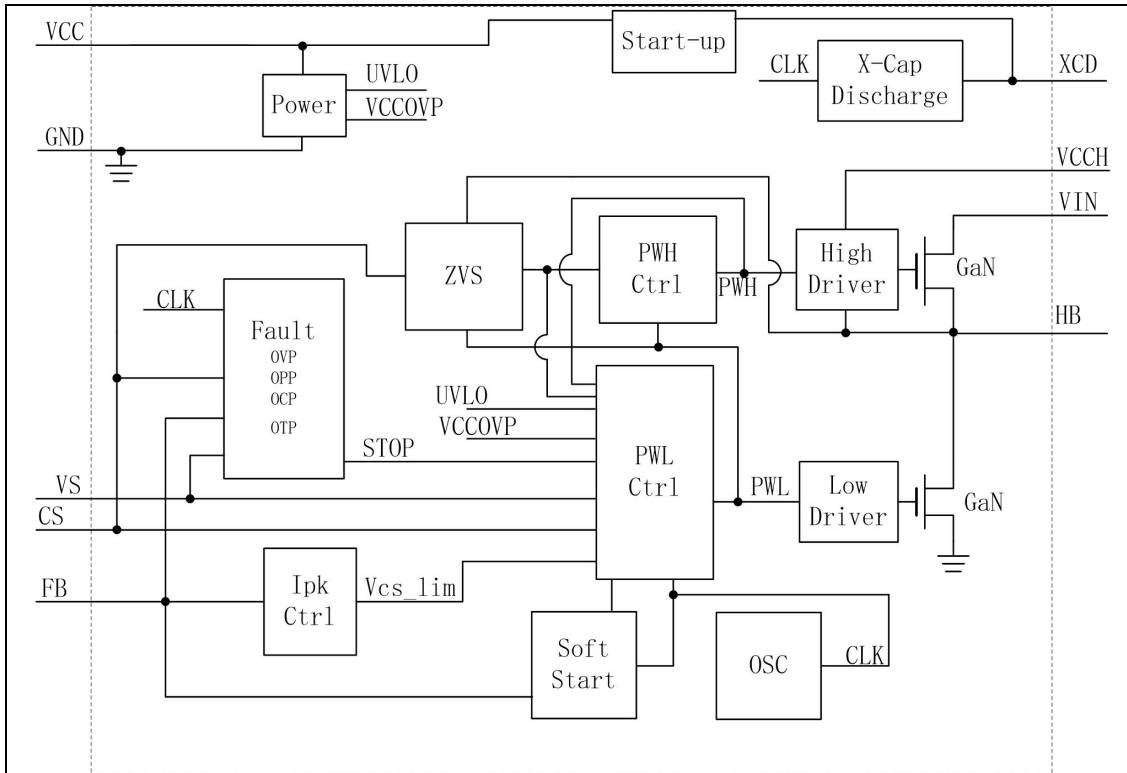 VCC
Start-up
CLK
X-Cap
Discharge
XCD
UVLO
Power
VCCOVP
GND
VCCH
VIN
ZVS
PWH
Ctrl
PWH
High
Driver
GaN
HB
CLK
Fault
OVP
OPP
OCP
OTP
UVLO
VCCOVP
STOP
PWL
Ctrl
PWL
Low
Driver
GaN
VS
CS
FB
Ipk
Ctrl
Vcs_lim
Soft
Start
OSC
CLK